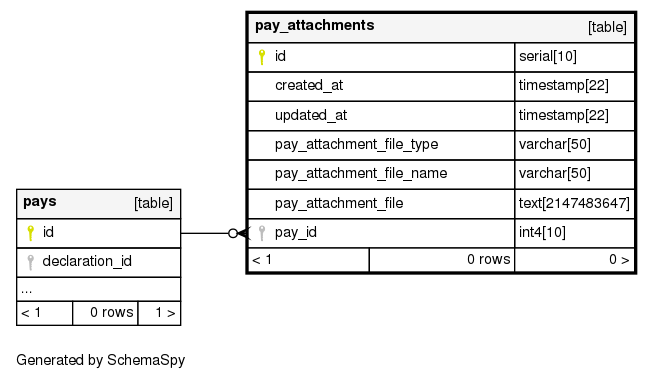 pay_attachments [table]
id serial[10]
created_at timestamp[22]
updated_at timestamp[22]
pay_attachment_file_type varchar[50]
pay_attachment_file_name varchar[50]
pay_attachment_file text[2147483647]
pay_id int4[10]
< 1 0 rows 0 >
pays [table]
id
declaration_id
...
< 1 0 rows 1 >
Generated by SchemaSpy